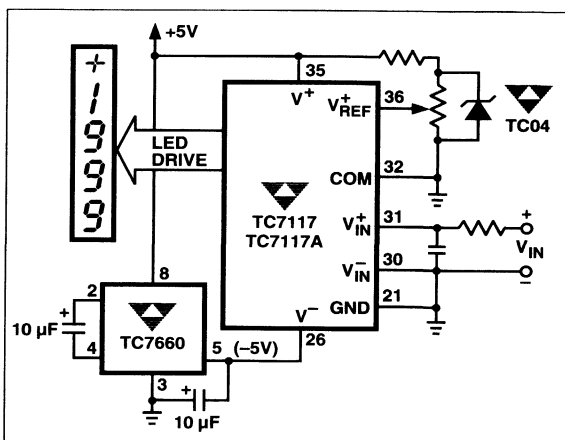 +5V
35
V+
36
V+REF
TC04
+1999
LED
DRIVE
32
COM
TC7117
TC7117A
31
V+IN
+
VIN
30
V−IN
−
21
GND
8
2
+
10 µF
4
TC7660
5 (–5V)
V−
26
3
+
10 µF